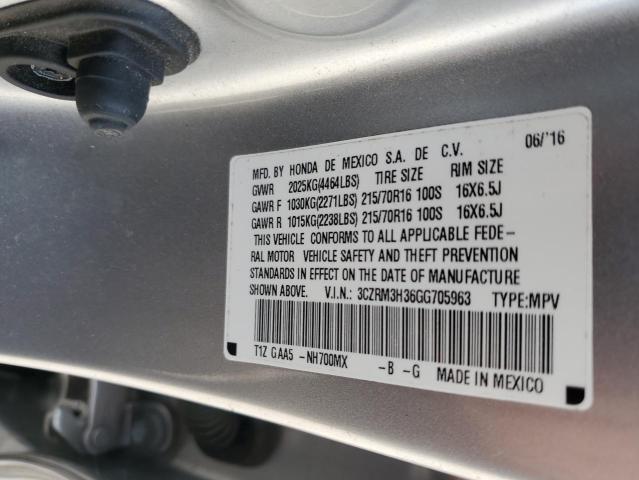 MFD. BY HONDA DE MEXICO S.A. DE C.V. 06/'16
GVWR 2025KG(4464LBS) TIRE SIZE RIM SIZE
GAWR F 1030KG(2271LBS) 215/70R16 100S 16X6.5J
GAWR R 1015KG(2238LBS) 215/70R16 100S 16X6.5J
THIS VEHICLE CONFORMS TO ALL APPLICABLE FEDE-
RAL MOTOR VEHICLE SAFETY AND THEFT PREVENTION
STANDARDS IN EFFECT ON THE DATE OF MANUFACTURE
SHOWN ABOVE. V.I.N.: 3CZRM3H36GG705963 TYPE:MPV
T1Z GAA5 -NH700MX -B -G MADE IN MEXICO